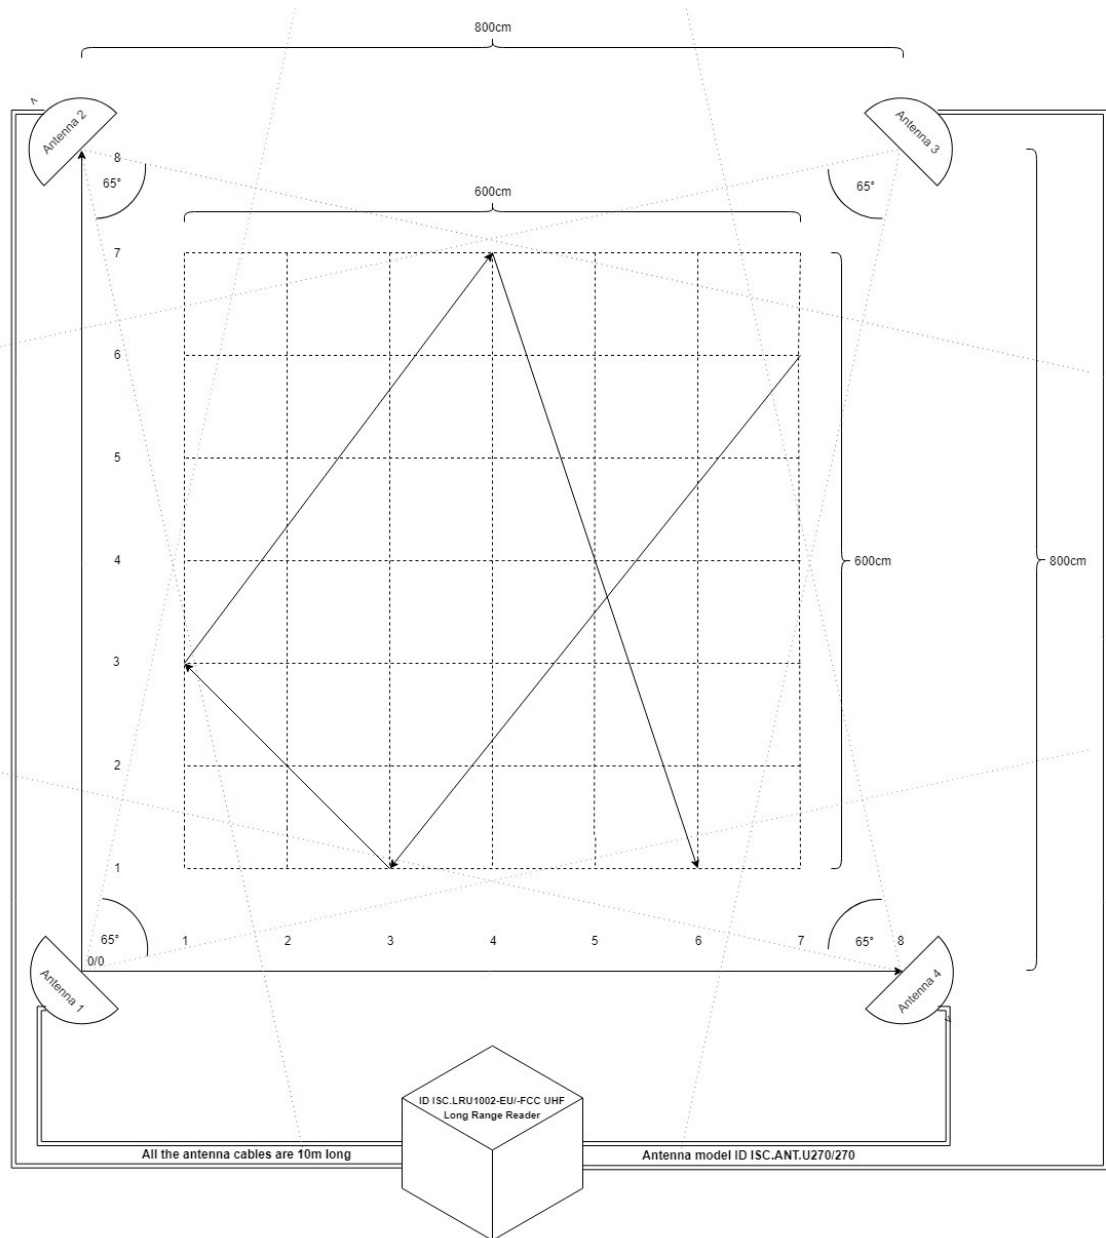 800cm
Antenna 2
Antenna 3
8
65°
65°
600cm
7
6
5
4
600cm
800cm
3
2
1
65°
65°
1
2
3
4
5
6
7
8
0/0
Antenna 1
Antenna 4
ID ISC.LRU1002-EU/-FCC UHF
Long Range Reader
All the antenna cables are 10m long
Antenna model ID ISC.ANT.U270/270